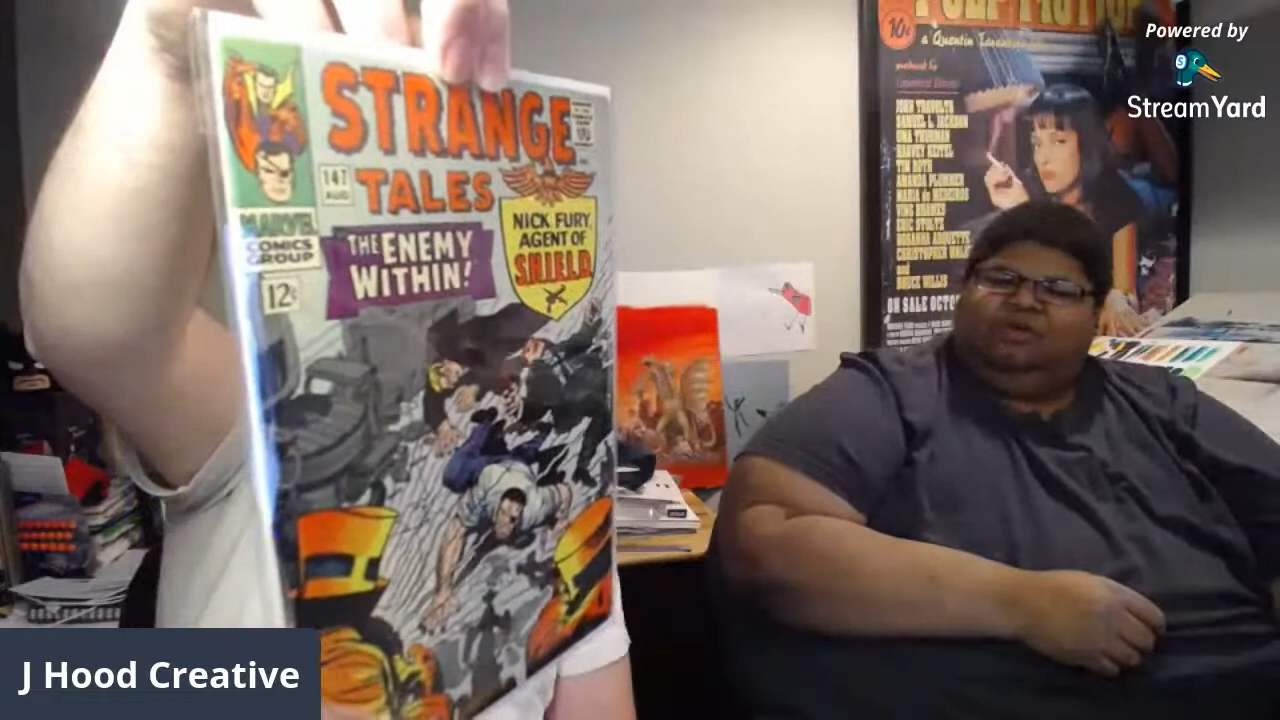 STRANGE
TALES
147
AUG
MARVEL
COMICS
GROUP
12¢
THE ENEMY
WITHIN!
NICK FURY,
AGENT OF
S.H.I.E.L.D.
10¢
PULP FICTION
a Quentin Tarantino
JOHN TRAVOLTA
SAMUEL L. JACKSON
UMA THURMAN
HARVEY KEITEL
TIM ROTH
AMANDA PLUMMER
MARIA de MEDEIROS
VING RHAMES
ERIC STOLTZ
ROSANNA ARQUETTE
CHRISTOPHER WALK
and
BRUCE WILLIS
ON SALE OCTO
Powered by
StreamYard
J Hood Creative